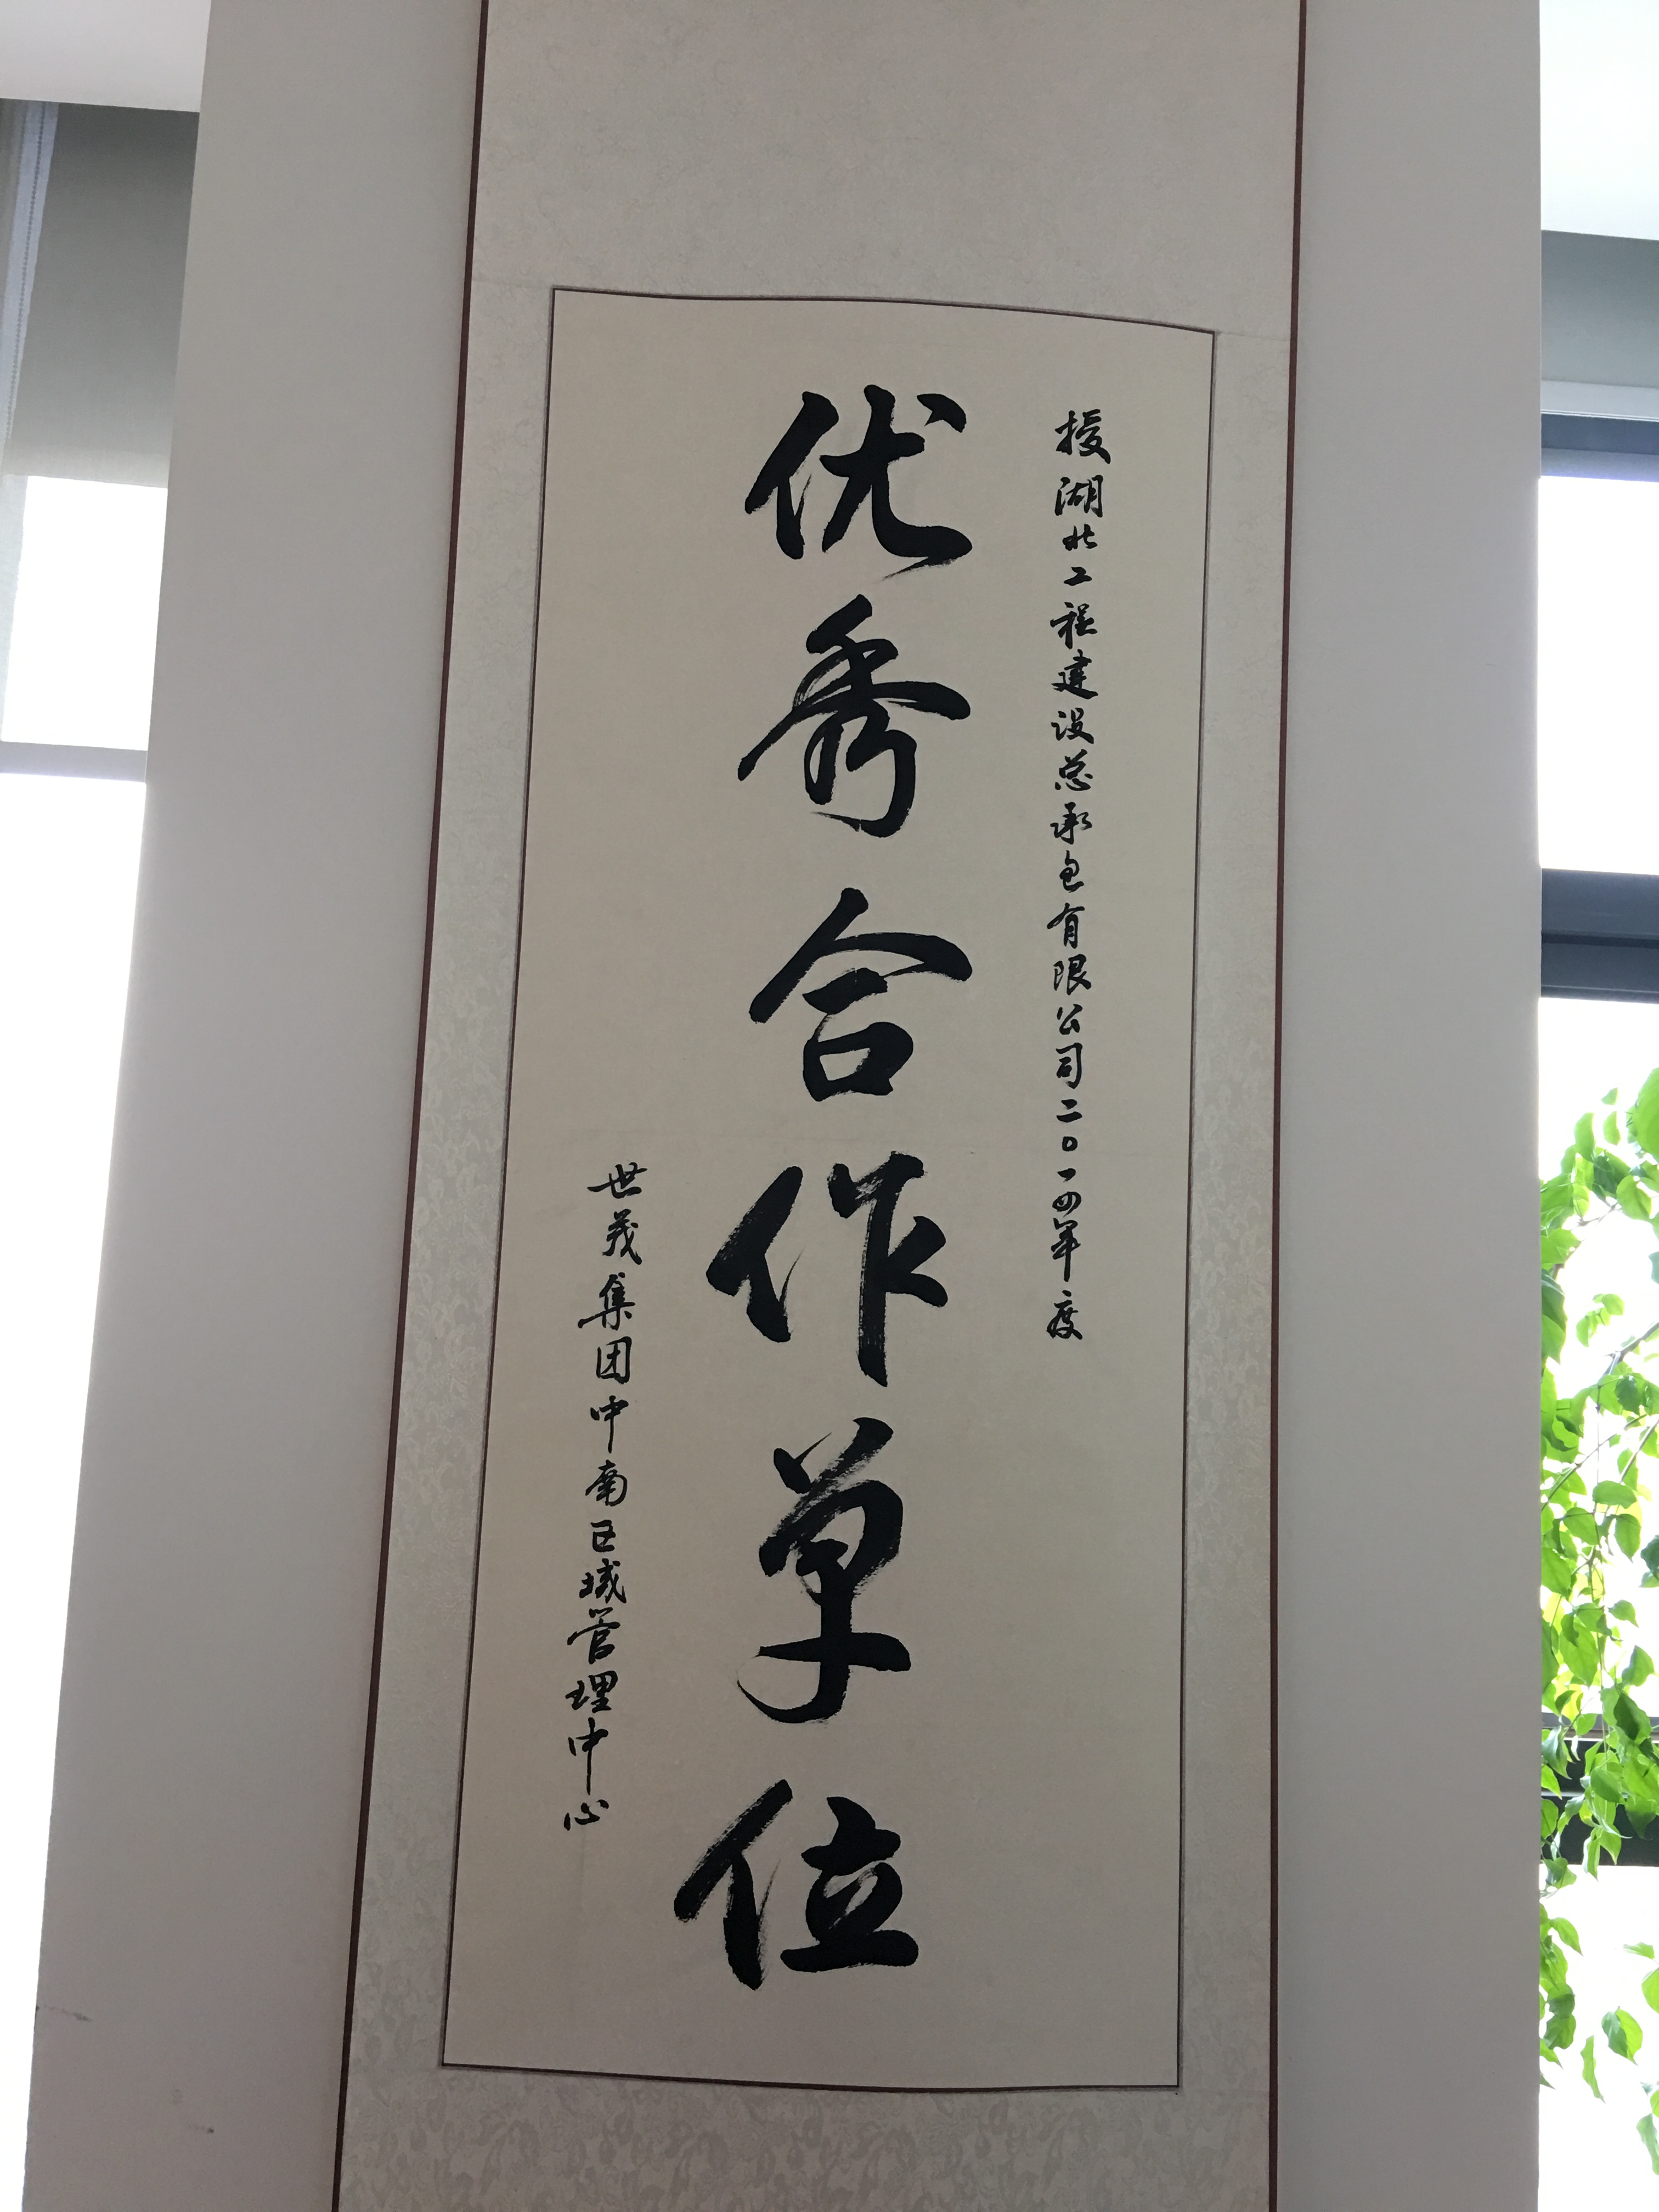 授湖北工程建设总承包有限公司二〇一四年度
优秀合作单位
世茂集团中南区域管理中心